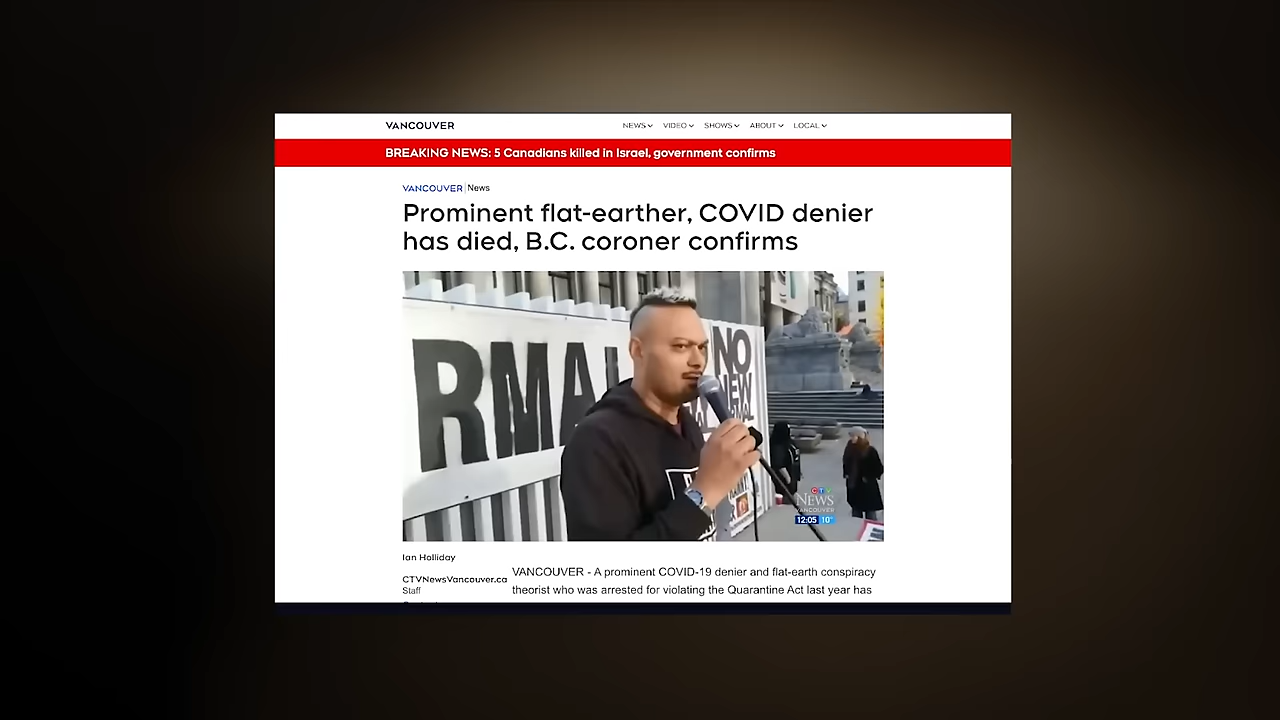 VANCOUVER
NEWS VIDEO SHOWS ABOUT LOCAL
BREAKING NEWS: 5 Canadians killed in Israel, government confirms
VANCOUVER | News
Prominent flat-earther, COVID denier
has died, B.C. coroner confirms
RMAL
NO
NEW
CTV
NEWS
VANCOUVER
12:05 10°
Ian Holliday
CTVNewsVancouver.ca
Staff
VANCOUVER - A prominent COVID-19 denier and flat-earth conspiracy
theorist who was arrested for violating the Quarantine Act last year has